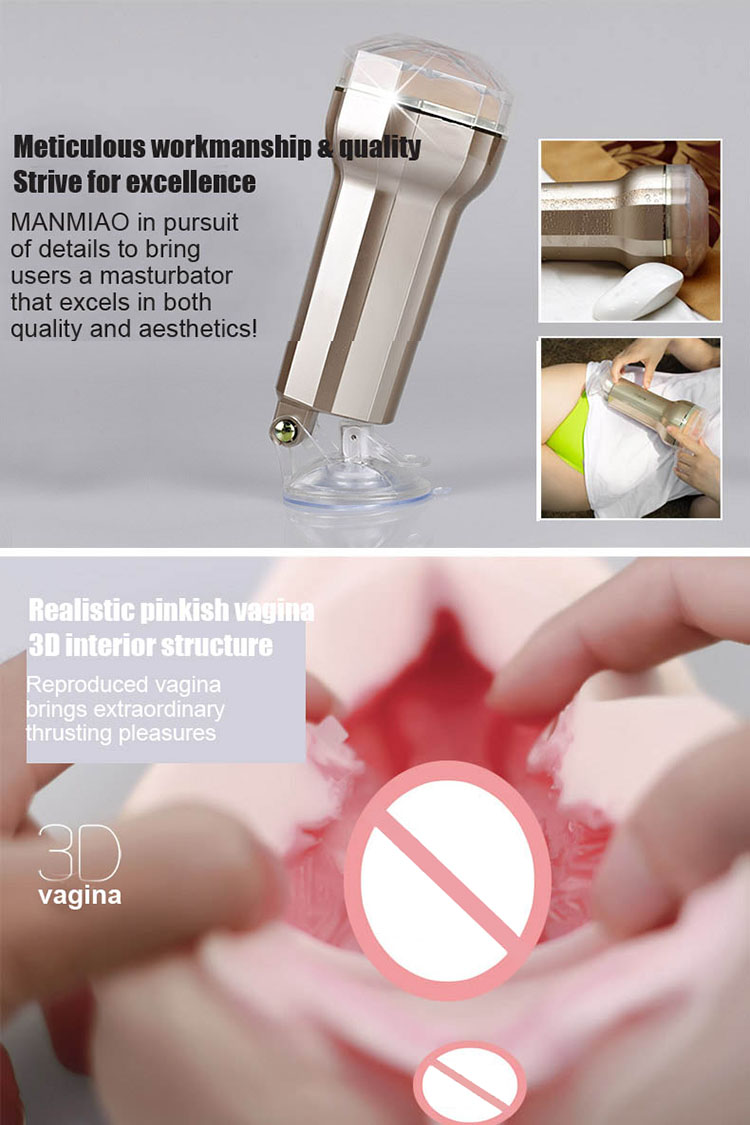 Meticulous workmanship & quality
Strive for excellence
MANMIAO in pursuit
of details to bring
users a masturbator
that excels in both
quality and aesthetics!
Realistic pinkish vagina
3D interior structure
Reproduced vagina
brings extraordinary
thrusting pleasures
3D
vagina